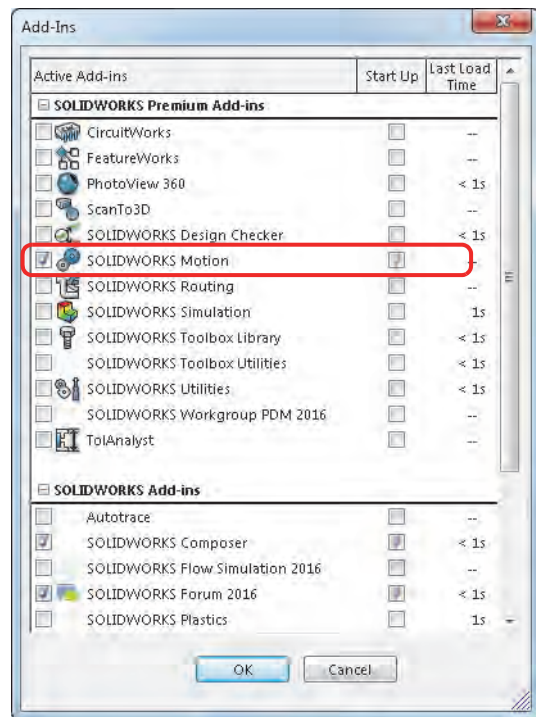 Add-Ins
Active Add-ins Start Up Last Load Time
SOLIDWORKS Premium Add-ins
CircuitWorks --
FeatureWorks --
PhotoView 360 < 1s
ScanTo3D --
SOLIDWORKS Design Checker < 1s
SOLIDWORKS Motion --
SOLIDWORKS Routing --
SOLIDWORKS Simulation 1s
SOLIDWORKS Toolbox Library < 1s
SOLIDWORKS Toolbox Utilities < 1s
SOLIDWORKS Utilities < 1s
SOLIDWORKS Workgroup PDM 2016 --
TolAnalyst --
SOLIDWORKS Add-ins
Autotrace --
SOLIDWORKS Composer < 1s
SOLIDWORKS Flow Simulation 2016 --
SOLIDWORKS Forum 2016 < 1s
SOLIDWORKS Plastics 1s
OK Cancel